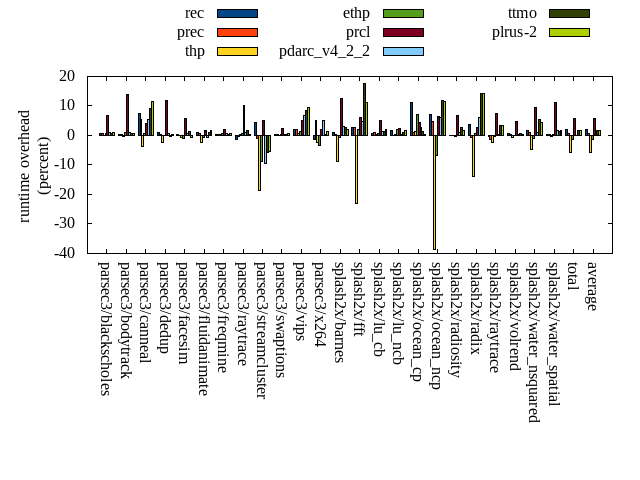 rec
prec
thp
ethp
prcl
pdarc_v4_2_2
ttmo
plrus-2
runtime overhead
(percent)
20
10
0
-10
-20
-30
-40
parsec3/blackscholes
parsec3/bodytrack
parsec3/canneal
parsec3/dedup
parsec3/facesim
parsec3/fluidanimate
parsec3/freqmine
parsec3/raytrace
parsec3/streamcluster
parsec3/swaptions
parsec3/vips
parsec3/x264
splash2x/barnes
splash2x/fft
splash2x/lu_cb
splash2x/lu_ncb
splash2x/ocean_cp
splash2x/ocean_ncp
splash2x/radiosity
splash2x/radix
splash2x/raytrace
splash2x/volrend
splash2x/water_nsquared
splash2x/water_spatial
total
average